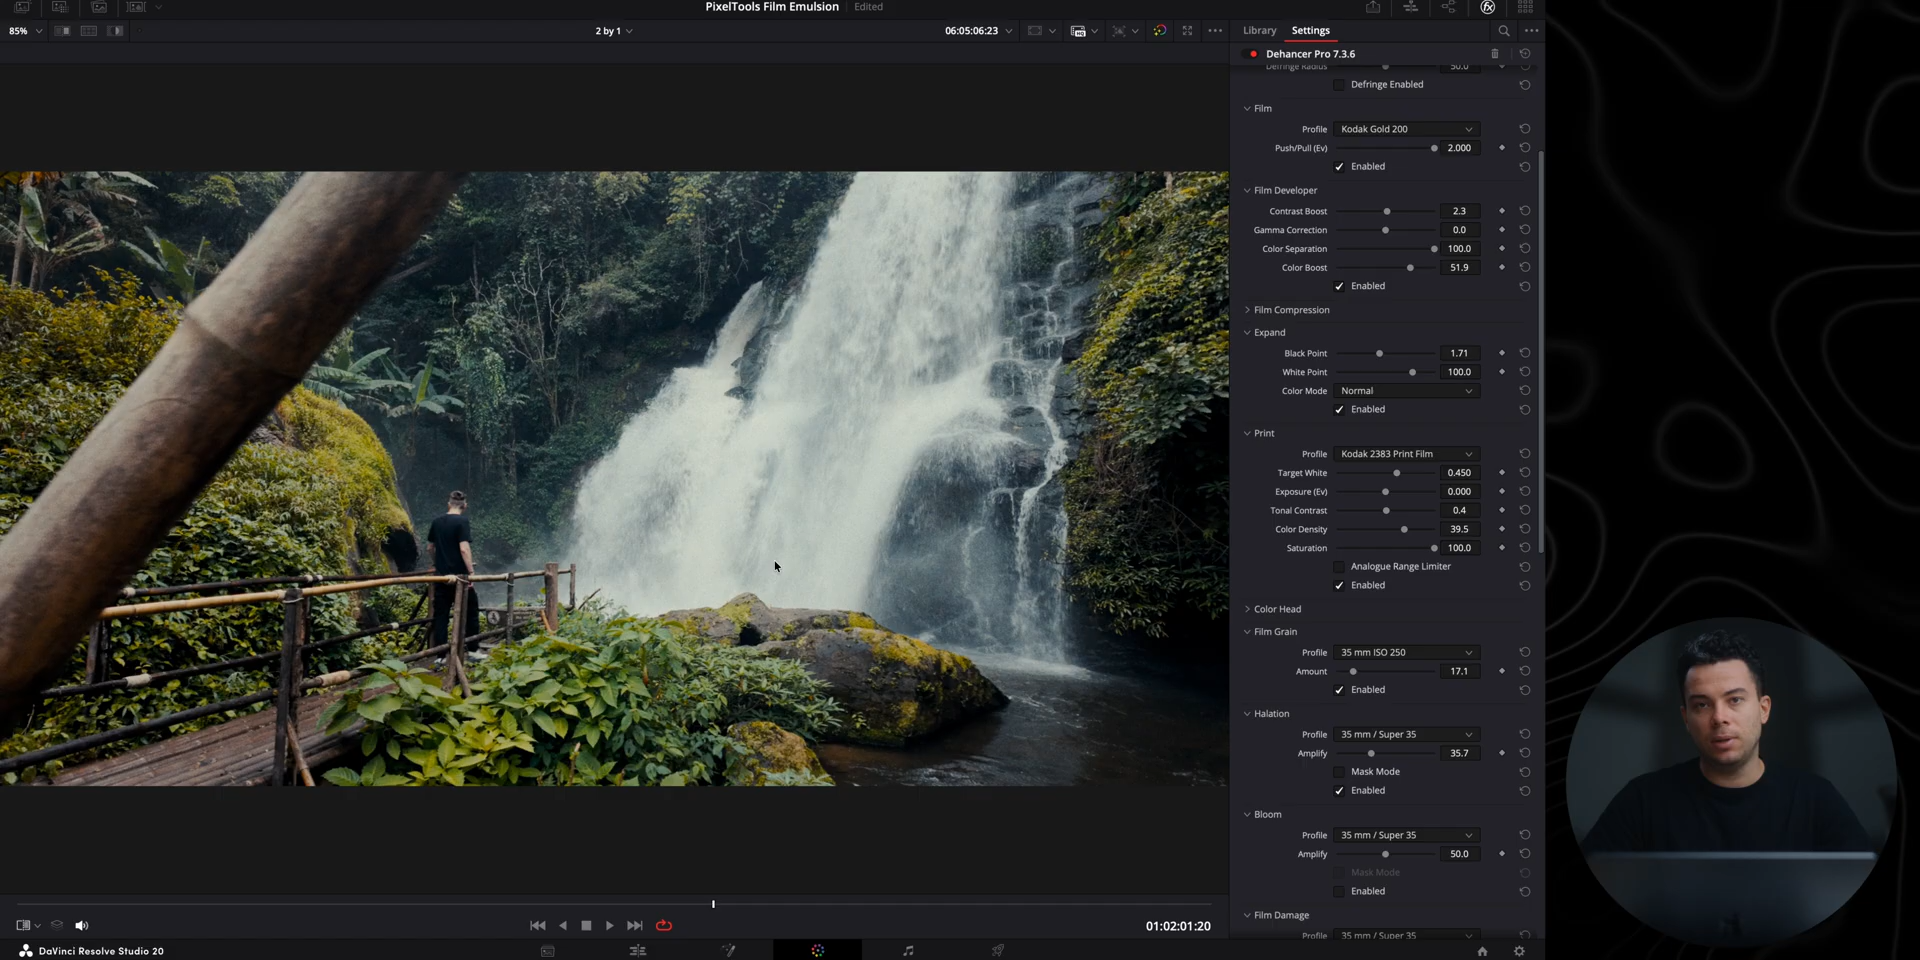 PixelTools Film Emulsion
Edited
85%
2 by 1
06:05:06:23
Library
Settings
Dehancer Pro 7.3.6
Defringe Radius
50.0
Defringe Enabled
Film
Profile
Kodak Gold 200
Push/Pull (Ev)
2.000
Enabled
Film Developer
Contrast Boost
2.3
Gamma Correction
0.0
Color Separation
100.0
Color Boost
51.9
Enabled
Film Compression
Expand
Black Point
1.71
White Point
100.0
Color Mode
Normal
Enabled
Print
Profile
Kodak 2383 Print Film
Target White
0.450
Exposure (Ev)
0.000
Tonal Contrast
0.4
Color Density
39.5
Saturation
100.0
Analogue Range Limiter
Enabled
Color Head
Film Grain
Profile
35 mm ISO 250
Amount
17.1
Enabled
Halation
Profile
35 mm / Super 35
Amplify
35.7
Mask Mode
Enabled
Bloom
Profile
35 mm / Super 35
Amplify
50.0
Mask Mode
Enabled
Film Damage
Profile
35 mm / Super 35
01:02:01:20
DaVinci Resolve Studio 20